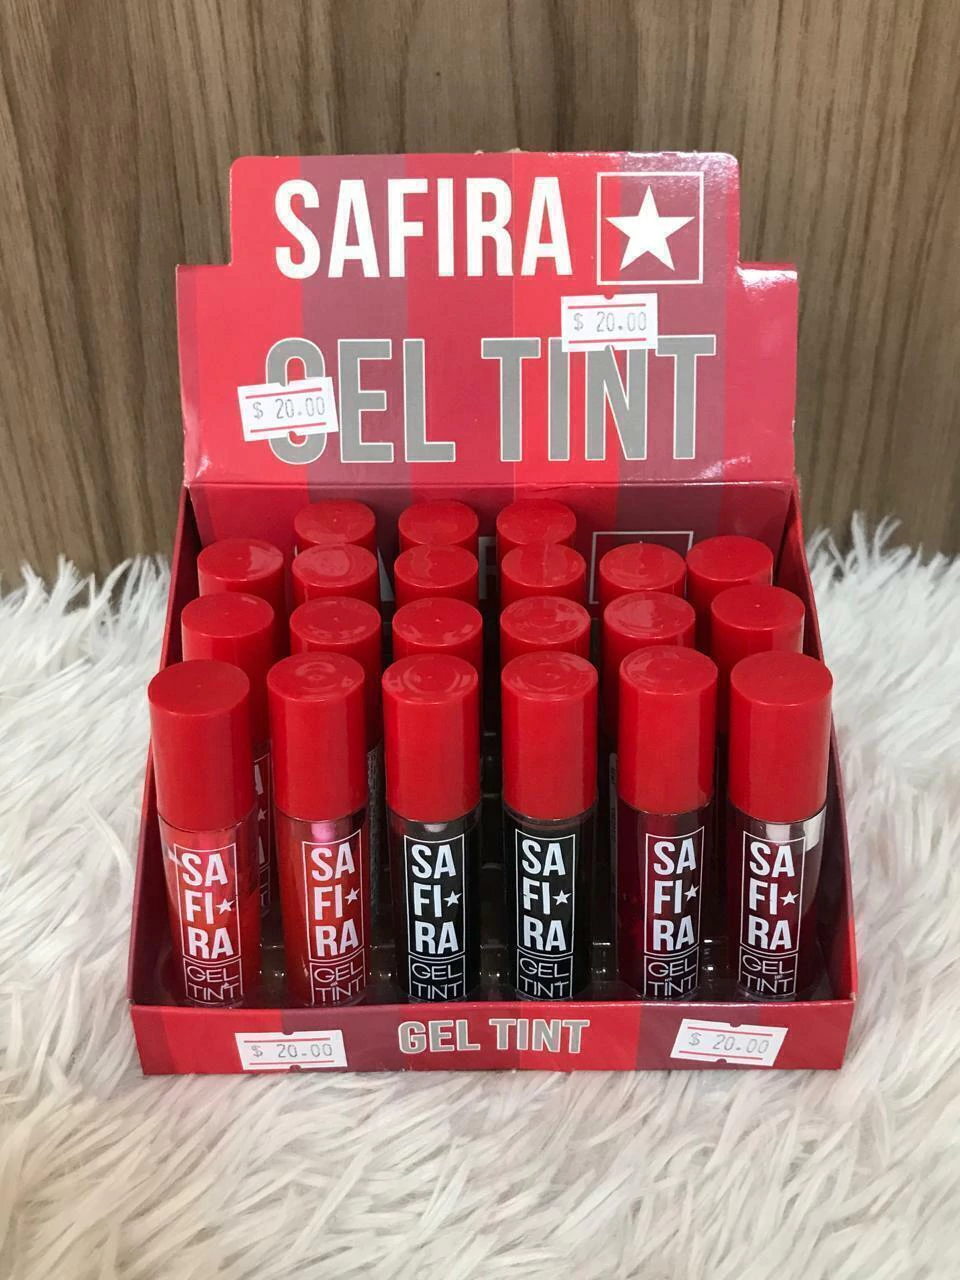 SAFIRA
$ 20.00
GEL TINT
$ 20.00
SA
FI★
RA
GEL
TINT
SA
FI★
RA
GEL
TINT
SA
FI★
RA
GEL
TINT
SA
FI★
RA
GEL
TINT
SA
FI★
RA
GEL
TINT
SA
FI★
RA
GEL
TINT
$ 20.00
GEL TINT
$ 20.00